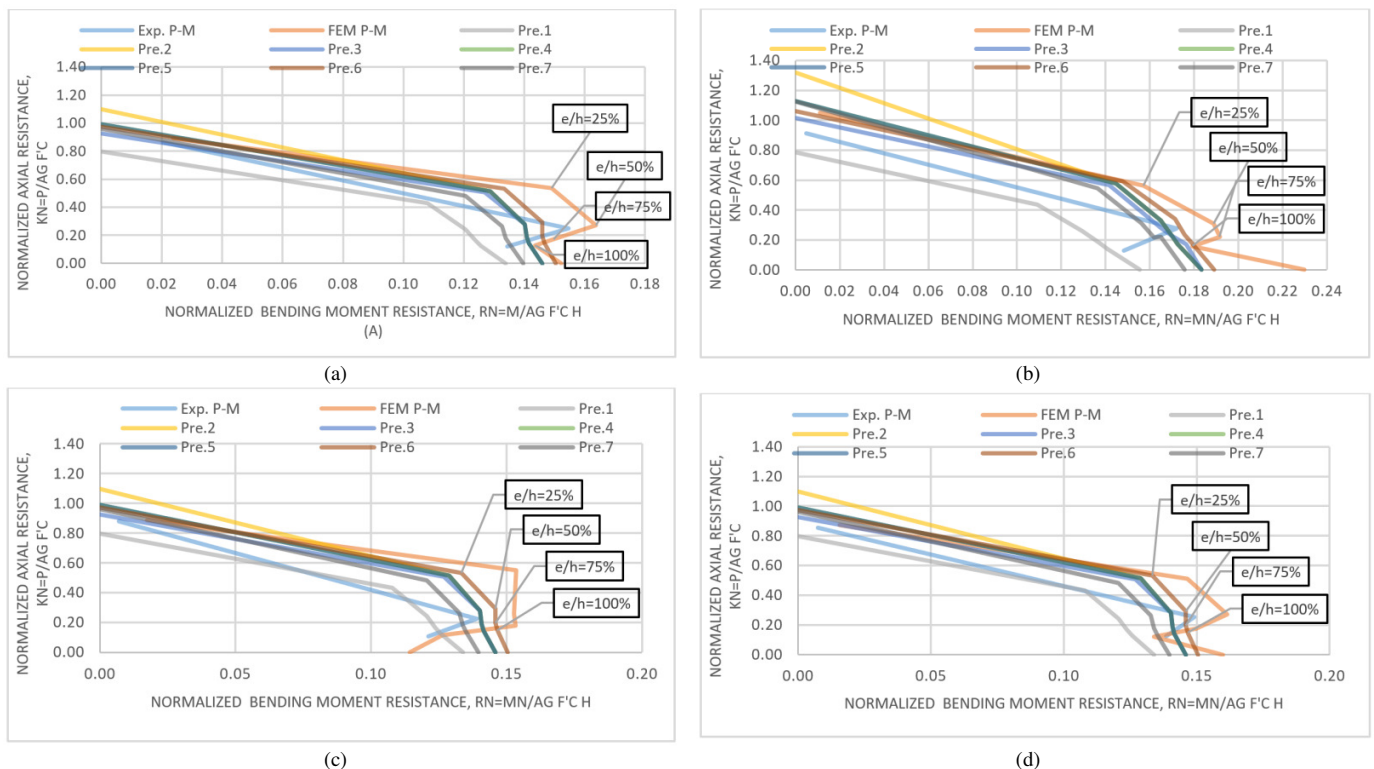 Exp. P-M FEM P-M Pre.1
Pre.2 Pre.3 Pre.4
Pre.5 Pre.6 Pre.7
NORMALIZED AXIAL RESISTANCE,
KN=P/AG F'C
1.40
1.20
1.00
0.80
0.60
0.40
0.20
0.00
e/h=25%
e/h=50%
e/h=75%
e/h=100%
0.00 0.02 0.04 0.06 0.08 0.10 0.12 0.14 0.16 0.18
NORMALIZED BENDING MOMENT RESISTANCE, RN=M/AG F'C H
(A)
(a)
Exp. P-M FEM P-M Pre.1
Pre.2 Pre.3 Pre.4
Pre.5 Pre.6 Pre.7
NORMALIZED AXIAL RESISTANCE,
KN=P/AG F'C
1.40
1.20
1.00
0.80
0.60
0.40
0.20
0.00
e/h=25%
e/h=50%
e/h=75%
e/h=100%
0.00 0.02 0.04 0.06 0.08 0.10 0.12 0.14 0.16 0.18 0.20 0.22 0.24
NORMALIZED BENDING MOMENT RESISTANCE, RN=MN/AG F'C H
(b)
Exp. P-M FEM P-M Pre.1
Pre.2 Pre.3 Pre.4
Pre.5 Pre.6 Pre.7
NORMALIZED AXIAL RESISTANCE,
KN=P/AG F'C
1.40
1.20
1.00
0.80
0.60
0.40
0.20
0.00
e/h=25%
e/h=50%
e/h=75%
e/h=100%
0.00 0.05 0.10 0.15 0.20
NORMALIZED BENDING MOMENT RESISTANCE, RN=MN/AG F'C H
(c)
Exp. P-M FEM P-M Pre.1
Pre.2 Pre.3 Pre.4
Pre.5 Pre.6 Pre.7
NORMALIZED AXIAL RESISTANCE,
KN=P/AG F'C
1.40
1.20
1.00
0.80
0.60
0.40
0.20
0.00
e/h=25%
e/h=50%
e/h=75%
e/h=100%
0.00 0.05 0.10 0.15 0.20
NORMALIZED BENDING MOMENT RESISTANCE, RN=MN/AG F'C H
(d)